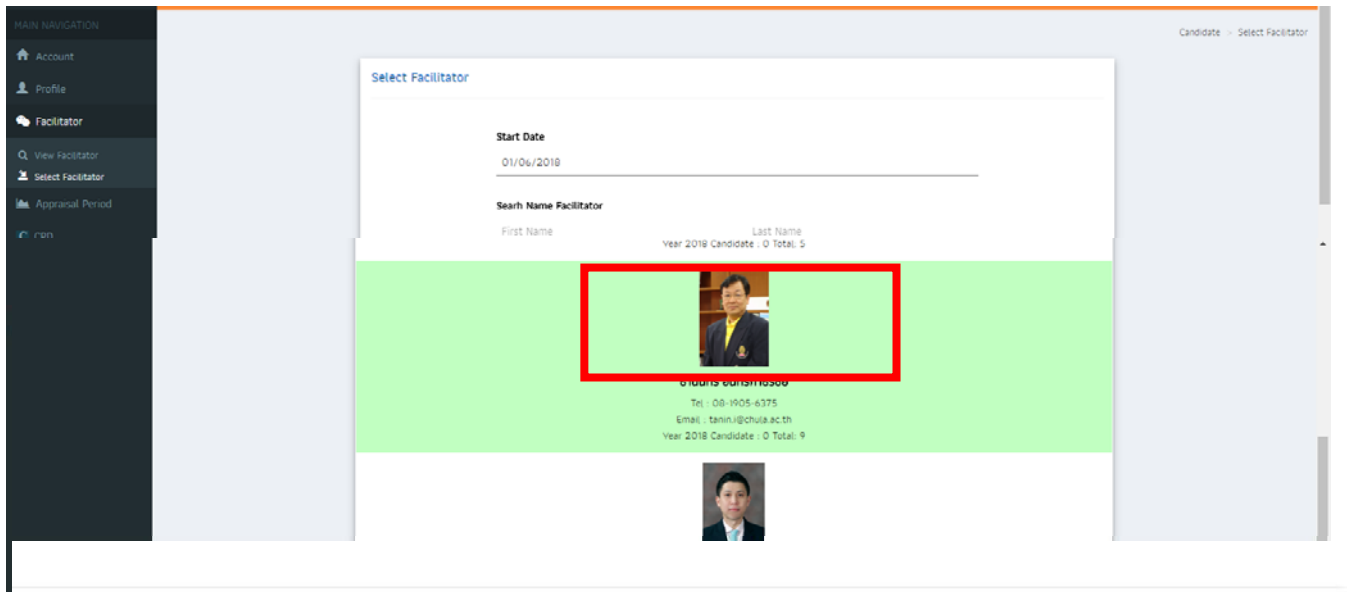 MAIN NAVIGATION
Candidate > Select Facilitator
Account
Select Facilitator
Profile
Facilitator
Start Date
View Facilitator
01/06/2018
Select Facilitator
Appraisal Period
Searh Name Facilitator
First Name Last Name
Year 2018 Candidate : 0 Total: 5
Tel : 08-1905-6375
Email : tanin.i@chula.ac.th
Year 2018 Candidate : 0 Total: 9